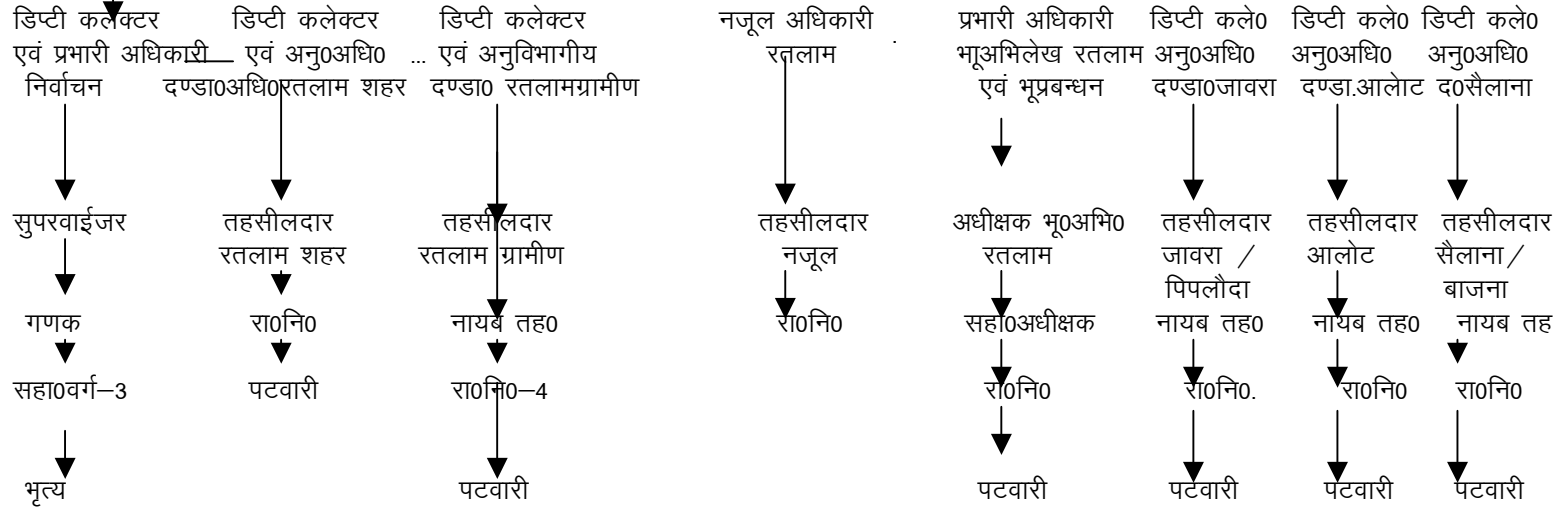 डिप्टी कलेक्टर डिप्टी कलेक्टर डिप्टी कलेक्टर नजूल अधिकारी प्रभारी अधिकारी डिप्टी कले0 डिप्टी कले0 डिप्टी कले0
एवं प्रभारी अधिकारी एवं अनु0अधि0 ... एवं अनुविभागीय रतलाम भू0अभिलेख रतलाम अनु0अधि0 अनु0अधि0 अनु0अधि0
निर्वाचन दण्डा0अधि0रतलाम शहर दण्डा0 रतलामग्रामीण एवं भूप्रबन्धन दण्डा0जावरा दण्डा.आलोट द0सैलाना
सुपरवाईजर तहसीलदार तहसीलदार तहसीलदार अधीक्षक भू0अभि0 तहसीलदार तहसीलदार तहसीलदार
रतलाम शहर रतलाम ग्रामीण नजूल रतलाम जावरा / आलोट सैलाना/
पिपलौदा बाजना
गणक रा0नि0 नायब तह0 रा0नि0 सहा0अधीक्षक नायब तह0 नायब तह0 नायब तह
सहा0वर्ग–3 पटवारी रा0नि0–4 रा0नि0 रा0नि0. रा0नि0 रा0नि0
भृत्य पटवारी पटवारी पटवारी पटवारी पटवारी